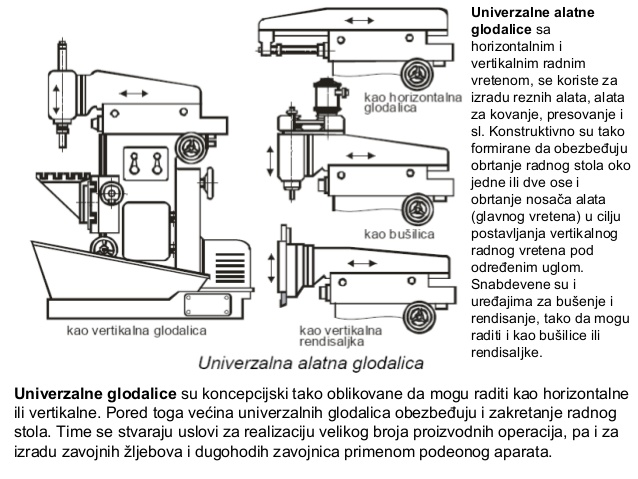 Univerzalne alatne
glodalice sa
horizontalnim i
vertikalnim radnim
vretenom, se koriste za
izradu reznih alata, alata
za kovanje, presovanje i
sl. Konstruktivno su tako
formirane da obezbeđuju
obrtanje radnog stola oko
jedne ili dve ose i
obrtanje nosača alata
(glavnog vretena) u cilju
postavljanja vertikalnog
radnog vretena pod
određenim uglom.
Snabdevene su i
uređajima za bušenje i
rendisanje, tako da mogu
raditi i kao bušilice ili
rendisaljke.
kao horizontalna
glodalica
kao bušilica
kao vertikalna glodalica
kao vertikalna
rendisaljka
Univerzalna alatna glodalica
Univerzalne glodalice su koncepcijski tako oblikovane da mogu raditi kao horizontalne
ili vertikalne. Pored toga većina univerzalnih glodalica obezbeđuju i zakretanje radnog
stola. Time se stvaraju uslovi za realizaciju velikog broja proizvodnih operacija, pa i za
izradu zavojnih žljebova i dugohodih zavojnica primenom podeonog aparata.